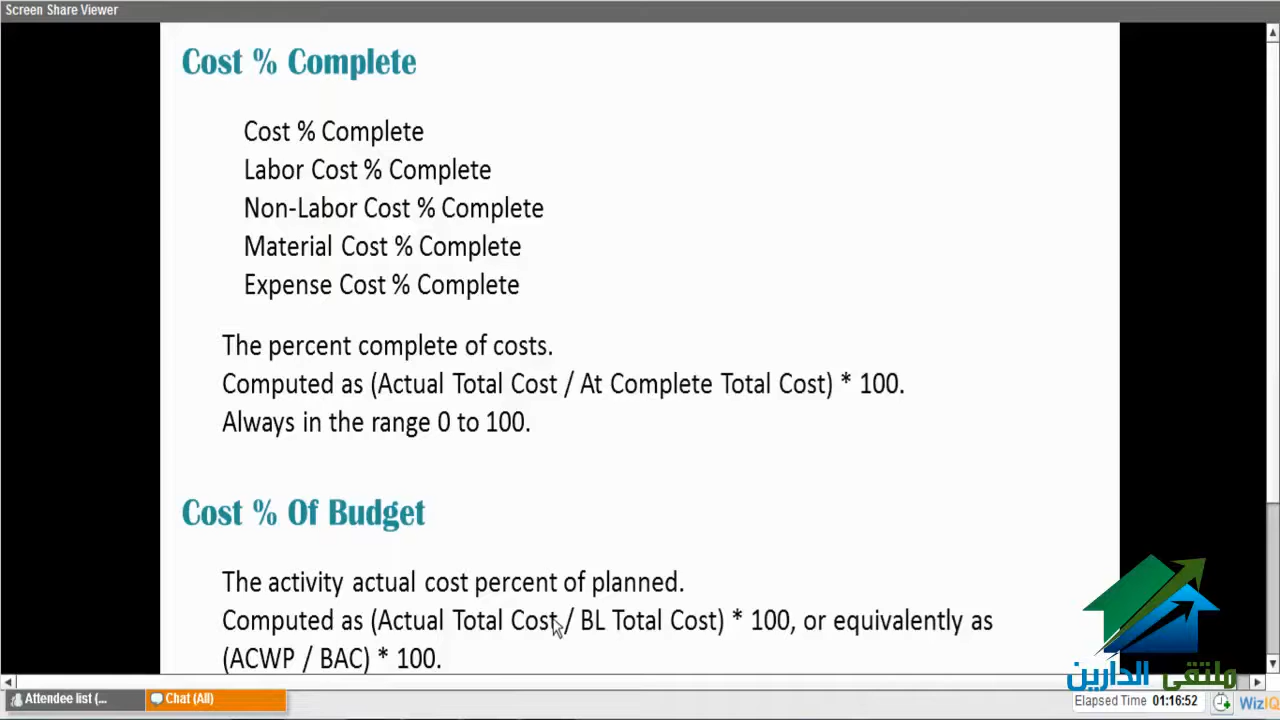 Screen Share Viewer
Cost % Complete
Cost % Complete
Labor Cost % Complete
Non-Labor Cost % Complete
Material Cost % Complete
Expense Cost % Complete
The percent complete of costs.
Computed as (Actual Total Cost / At Complete Total Cost) * 100.
Always in the range 0 to 100.
Cost % Of Budget
The activity actual cost percent of planned.
Computed as (Actual Total Cost / BL Total Cost) * 100, or equivalently as
(ACWP / BAC) * 100.
ملتقى الدارين
Attendee list (...
Chat (All)
Elapsed Time 01:16:52
WizIQ